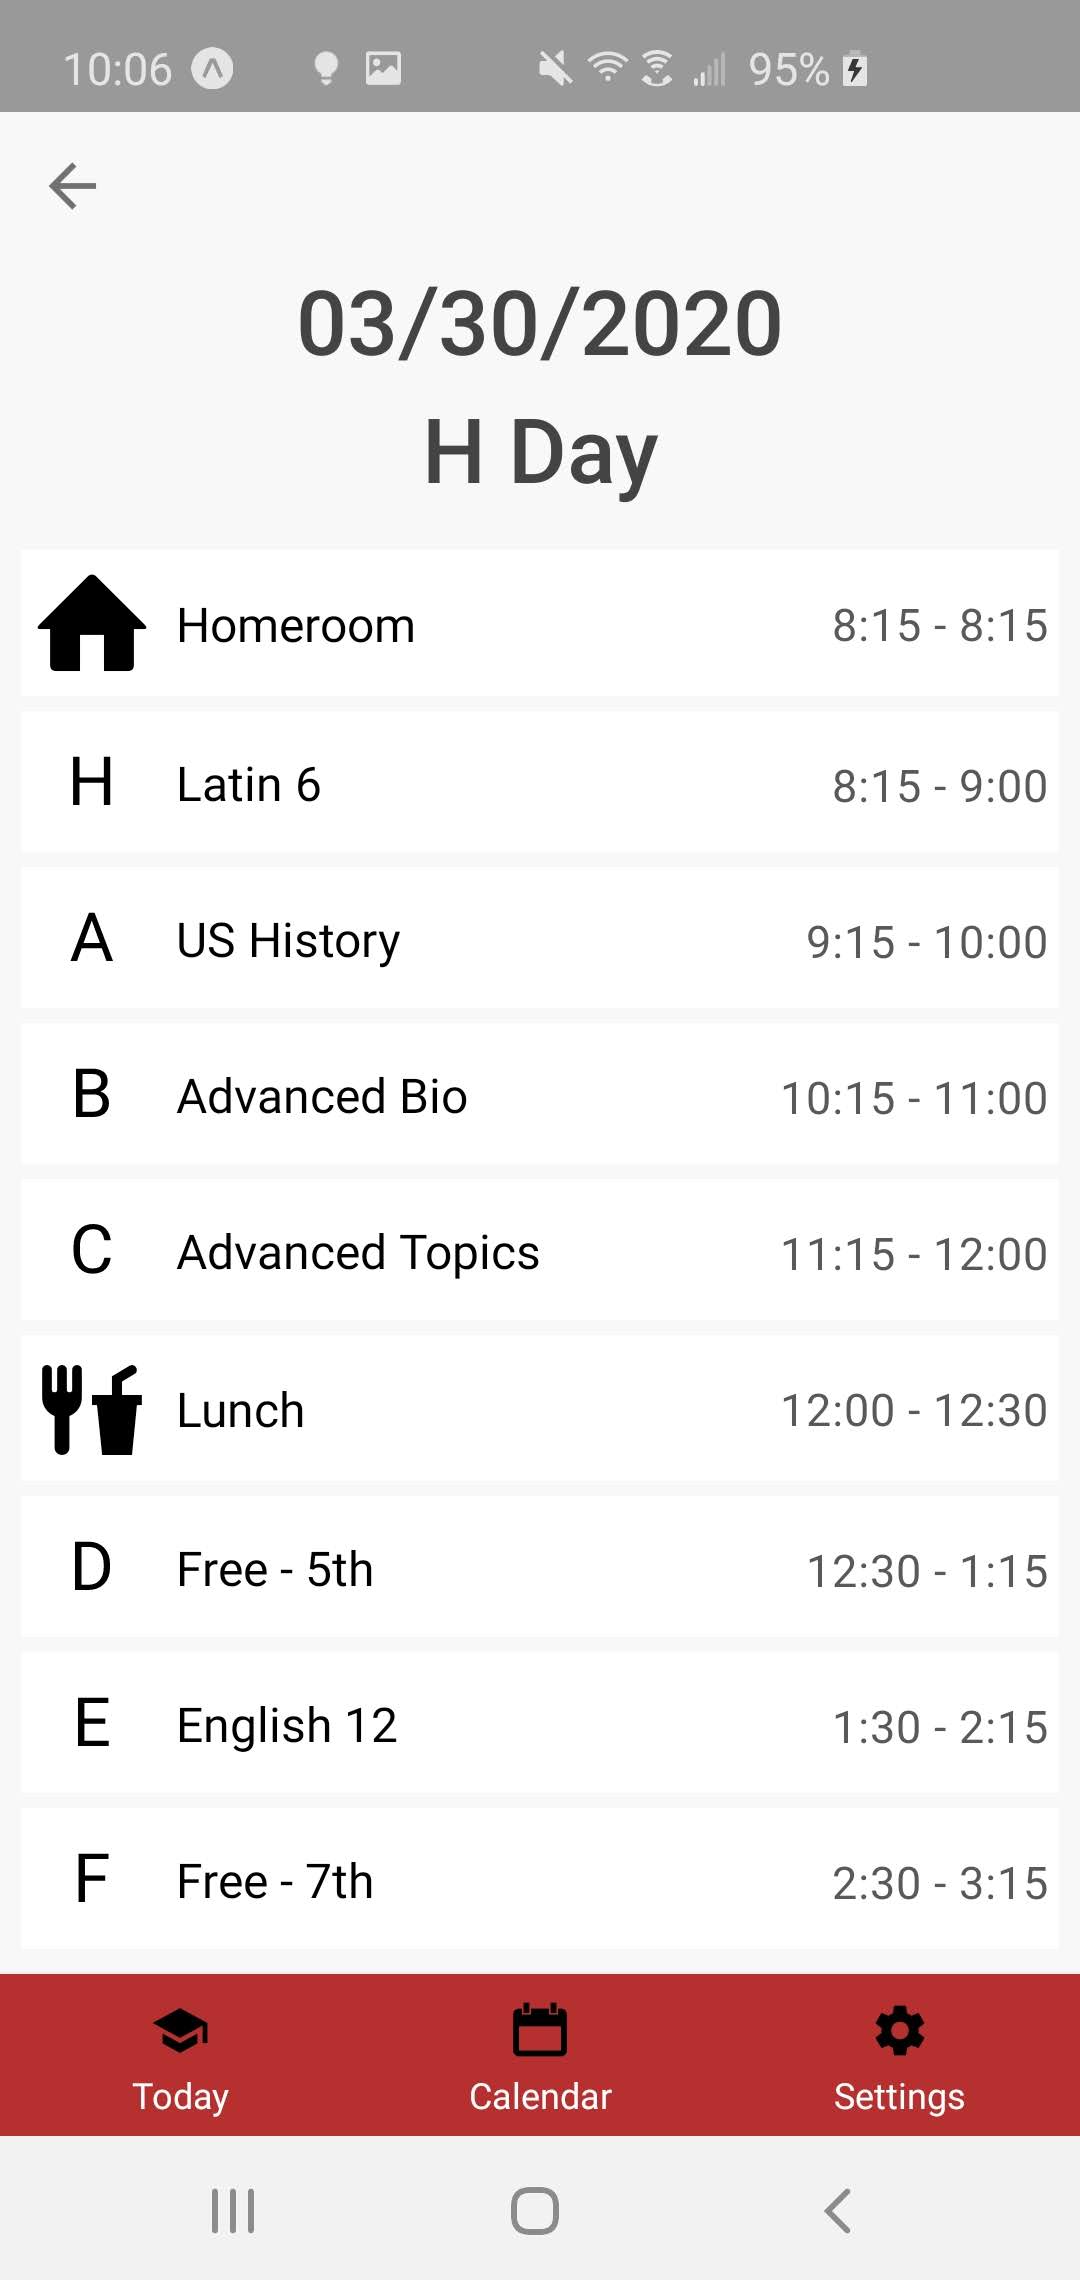 10:06 95%
03/30/2020
H Day
Homeroom 8:15 - 8:15
H Latin 6 8:15 - 9:00
A US History 9:15 - 10:00
B Advanced Bio 10:15 - 11:00
C Advanced Topics 11:15 - 12:00
Lunch 12:00 - 12:30
D Free - 5th 12:30 - 1:15
E English 12 1:30 - 2:15
F Free - 7th 2:30 - 3:15
Today Calendar Settings